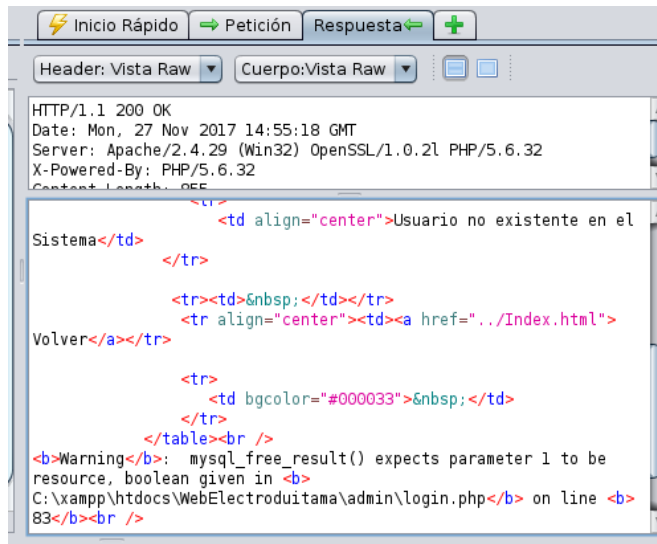 Inicio Rápido Petición Respuesta
Header: Vista Raw Cuerpo:Vista Raw
HTTP/1.1 200 OK
Date: Mon, 27 Nov 2017 14:55:18 GMT
Server: Apache/2.4.29 (Win32) OpenSSL/1.0.2l PHP/5.6.32
X-Powered-By: PHP/5.6.32
Content-Length: 855
<tr>
<td align="center">Usuario no existente en el
Sistema</td>
</tr>
<tr><td>&nbsp;</td></tr>
<tr align="center"><td><a href="../Index.html">
Volver</a></tr>
<tr>
<td bgcolor="#000033">&nbsp;</td>
</tr>
</table><br />
<b>Warning</b>:  mysql_free_result() expects parameter 1 to be
resource, boolean given in <b>
C:\xampp\htdocs\WebElectroduitama\admin\login.php</b> on line <b>
83</b><br />